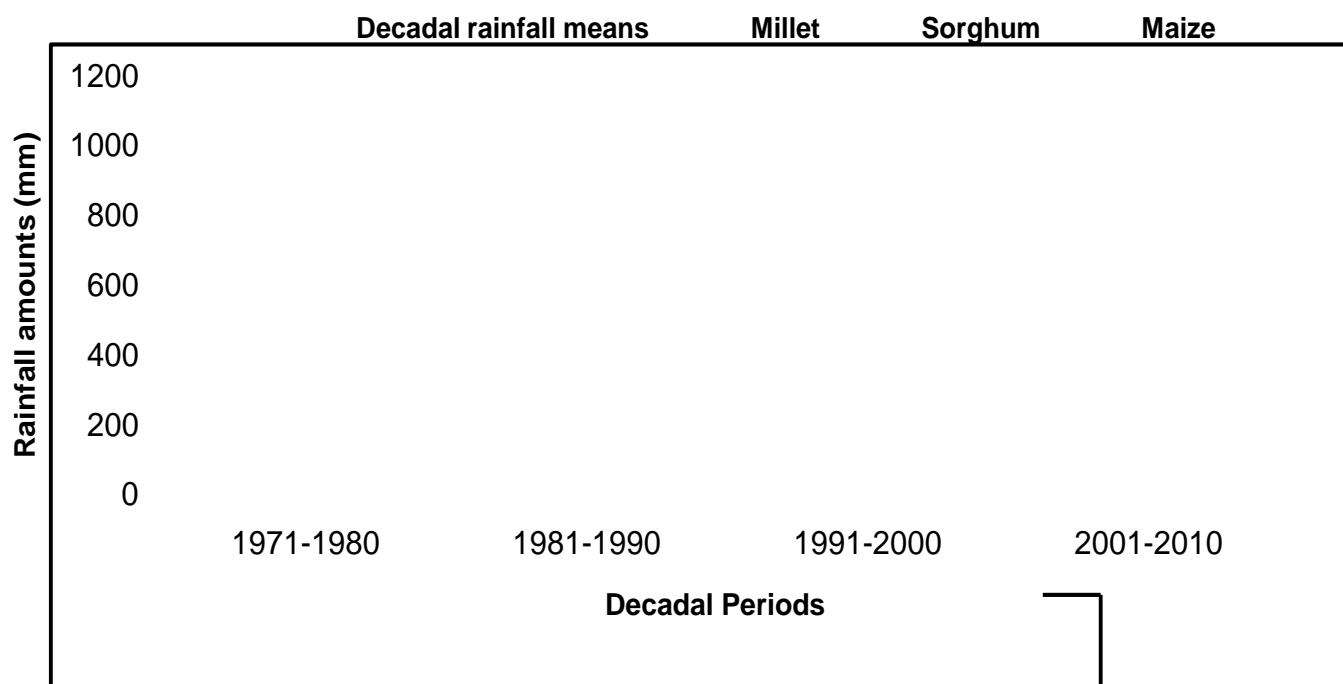 Decadal rainfall means Millet Sorghum Maize
Rainfall amounts (mm)
1200
1000
800
600
400
200
0
1971-1980 1981-1990 1991-2000 2001-2010
Decadal Periods